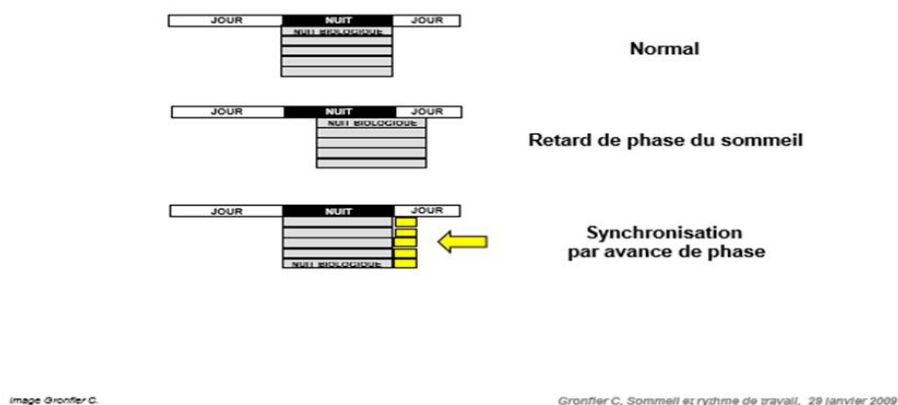 JOUR NUIT JOUR
NUIT BIOLOGIQUE
Normal
JOUR NUIT JOUR
NUIT BIOLOGIQUE
Retard de phase du sommeil
JOUR NUIT JOUR
Synchronisation
par avance de phase
NUIT BIOLOGIQUE
Image Gronfier C.
Gronfier C. Sommeil et rythme de travail. 29 janvier 2009